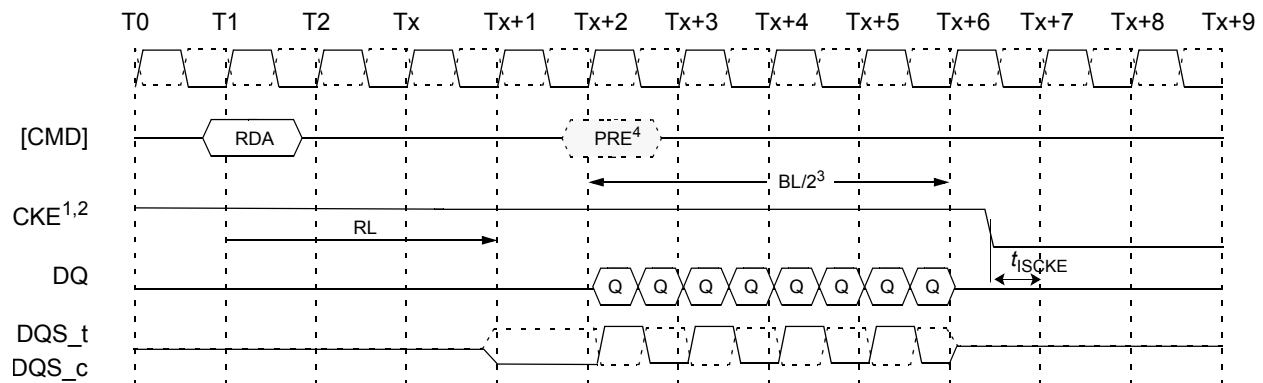 T0 T1 T2 Tx Tx+1 Tx+2 Tx+3 Tx+4 Tx+5 Tx+6 Tx+7 Tx+8 Tx+9
[CMD] RDA PRE⁴
BL/2³
CKE¹,²
RL
tISCKE
DQ Q Q Q Q Q Q Q Q
DQS_t
DQS_c